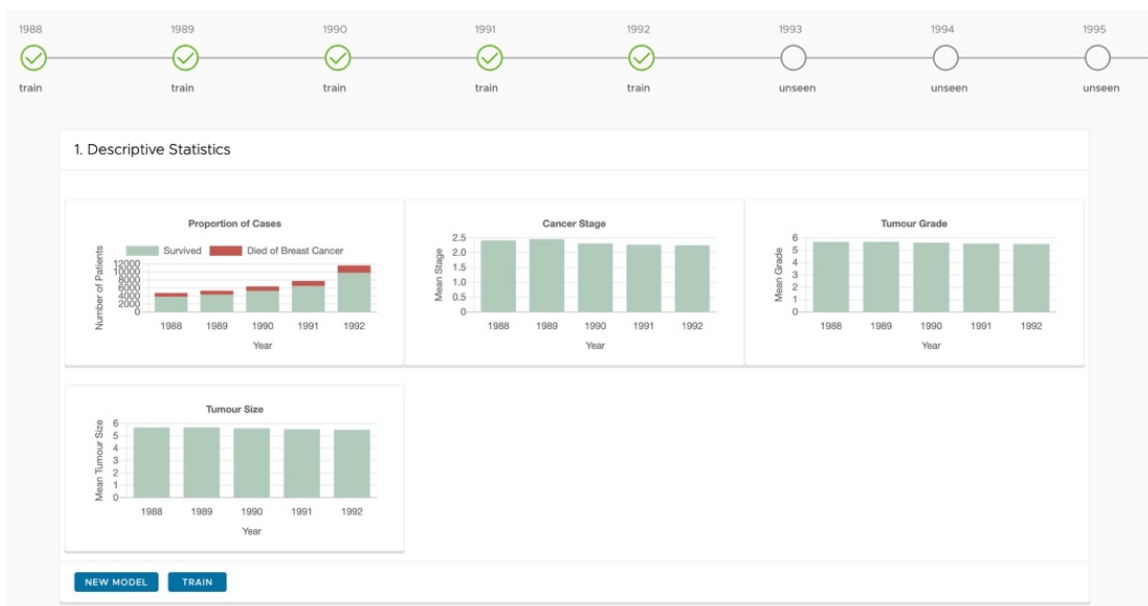 1988 1989 1990 1991 1992 1993 1994 1995
train train train train train unseen unseen unseen
1. Descriptive Statistics
Proportion of Cases
Survived Died of Breast Cancer
Number of Patients
12000
10000
8000
6000
4000
2000
0
1988 1989 1990 1991 1992
Year
Cancer Stage
Mean Stage
2.5
2.0
1.5
1.0
0.5
0
1988 1989 1990 1991 1992
Year
Tumour Grade
Mean Grade
6
5
4
3
2
1
0
1988 1989 1990 1991 1992
Year
Tumour Size
Mean Tumour Size
6
5
4
3
2
1
0
1988 1989 1990 1991 1992
Year
NEW MODEL TRAIN